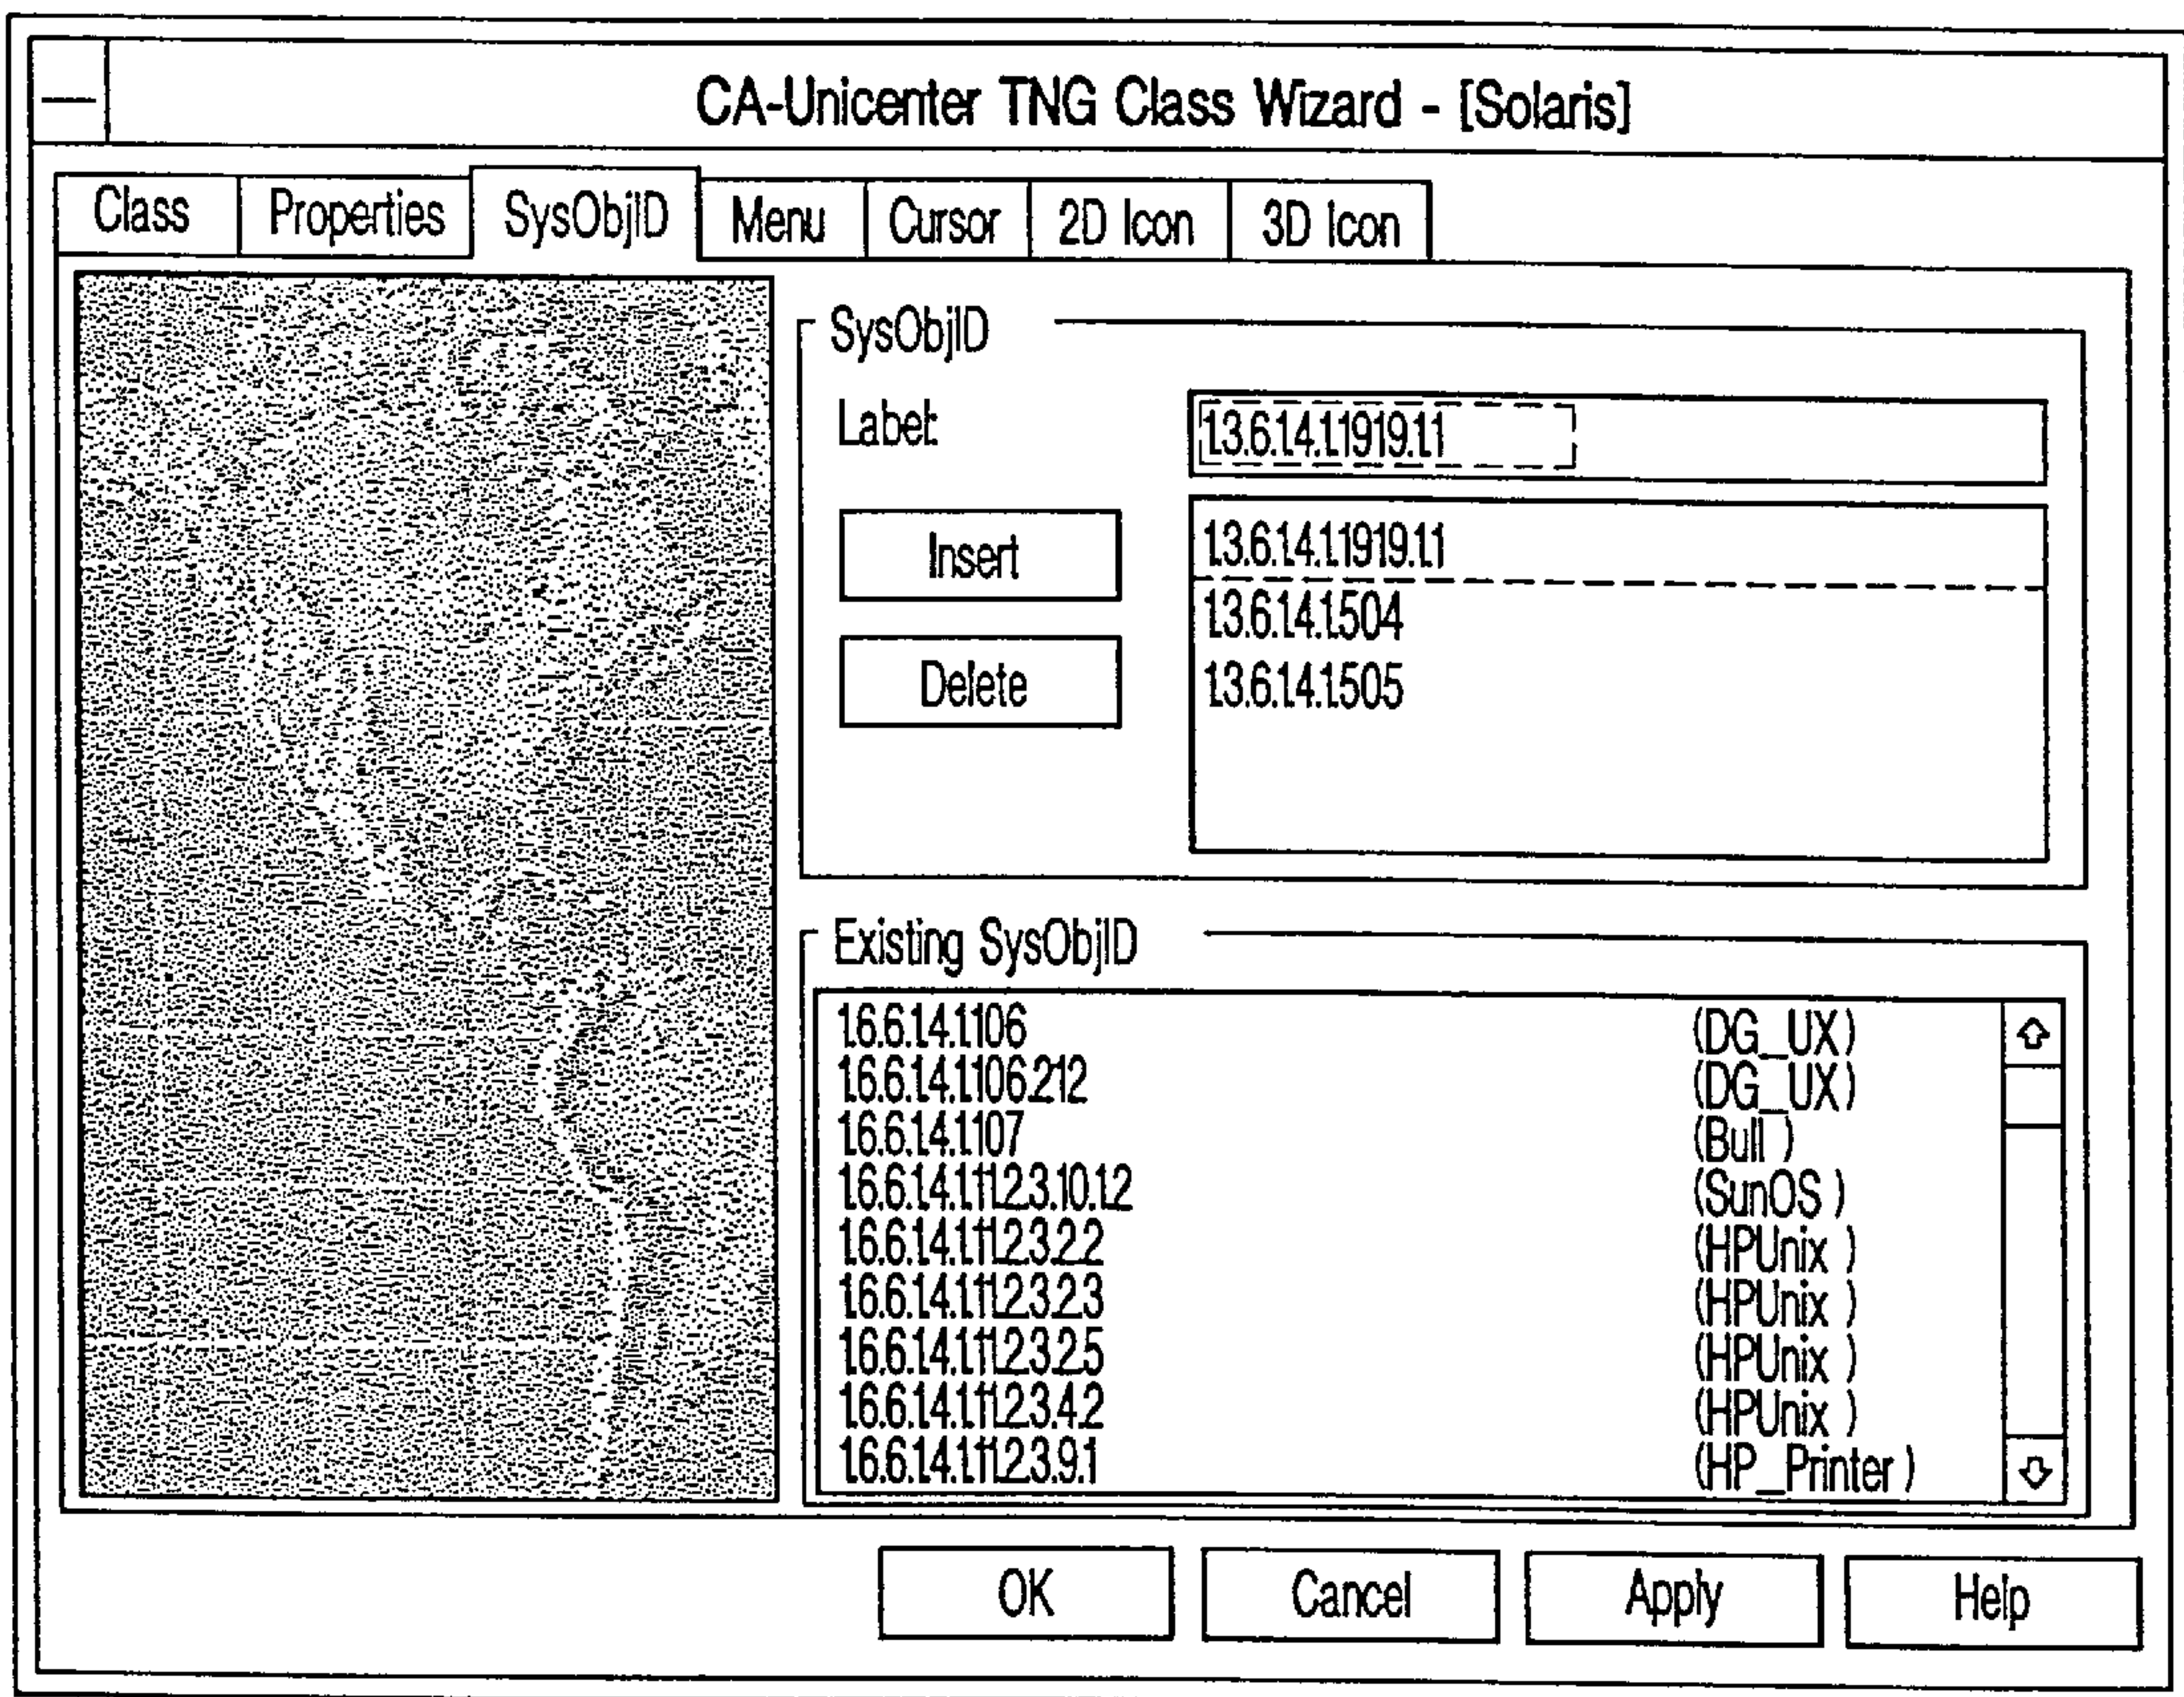 CA-Unicenter TNG Class Wizard - [Solaris]
Class Properties SysObjID Menu Cursor 2D Icon 3D Icon
SysObjID
Label: 1.3.6.1.4.1.1919.1.1
Insert
Delete
1.3.6.1.4.1.1919.1.1
1.3.6.1.4.1.504
1.3.6.1.4.1.505
Existing SysObjID
1.6.6.1.4.1.106 (DG_UX)
1.6.6.1.4.1.106.212 (DG_UX)
1.6.6.1.4.1.107 (Bull )
1.6.6.1.4.1.11.2.3.10.1.2 (SunOS )
1.6.6.1.4.1.11.2.3.2.2 (HPUnix )
1.6.6.1.4.1.11.2.3.2.3 (HPUnix )
1.6.6.1.4.1.11.2.3.2.5 (HPUnix )
1.6.6.1.4.1.11.2.3.4.2 (HPUnix )
1.6.6.1.4.1.11.2.3.9.1 (HP_Printer )
OK Cancel Apply Help